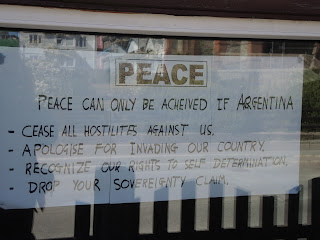 PEACE
PEACE CAN ONLY BE ACHEIVED IF ARGENTINA
- CEASE ALL HOSTILITES AGAINST US.
- APOLOGISE FOR INVADING OUR COUNTRY.
- RECOGNIZE OUR RIGHTS TO SELF DETERMINATION.
- DROP YOUR SOVEREIGNTY CLAIM.